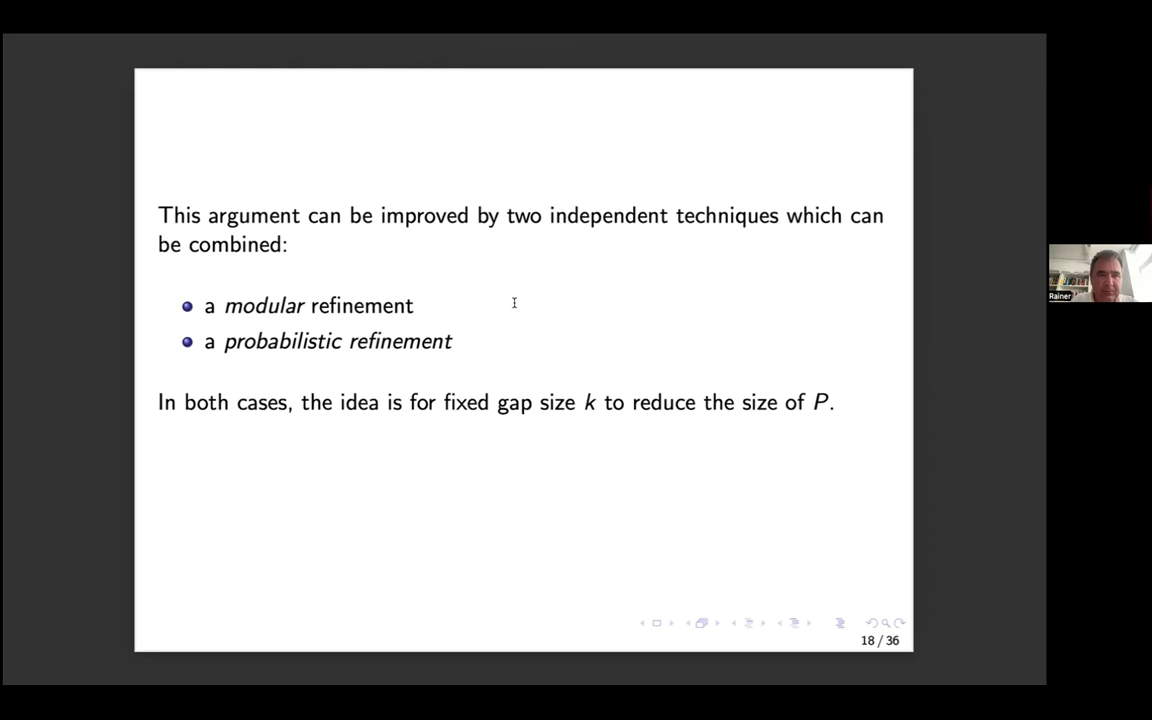 This argument can be improved by two independent techniques which can
be combined:
a modular refinement
a probabilistic refinement
In both cases, the idea is for fixed gap size k to reduce the size of P.
18 / 36
Rainer